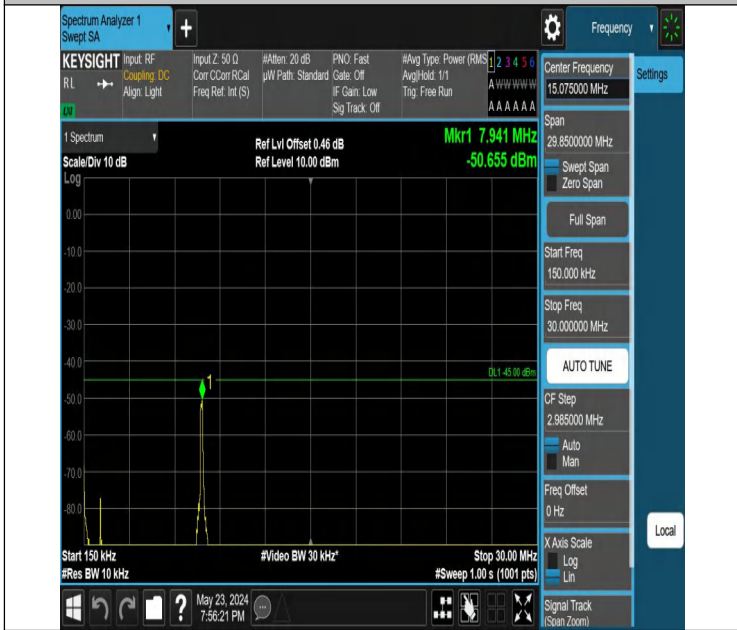 Spectrum Analyzer 1
Swept SA
+
Frequency
KEYSIGHT
RL
Input: RF
Coupling: DC
Align: Light
Input Z: 50 Ω
Corr CCorr RCal
Freq Ref: Int (S)
#Atten: 20 dB
µW Path: Standard
PNO: Fast
Gate: Off
IF Gain: Low
Sig Track: Off
#Avg Type: Power (RMS
Avg|Hold: 1/1
Trig: Free Run
1 2 3 4 5 6
A W W W W W
A A A A A A
1 Spectrum
Scale/Div 10 dB
Ref Lvl Offset 0.46 dB
Ref Level 10.00 dBm
Mkr1 7.941 MHz
-50.655 dBm
Log
0.00
-10.0
-20.0
-30.0
-40.0
-50.0
-60.0
-70.0
-80.0
DL1 -45.00 dBm
1
Start 150 kHz
#Res BW 10 kHz
#Video BW 30 kHz*
Stop 30.00 MHz
#Sweep 1.00 s (1001 pts)
Center Frequency
15.075000 MHz
Settings
Span
29.8500000 MHz
Swept Span
Zero Span
Full Span
Start Freq
150.000 kHz
Stop Freq
30.000000 MHz
AUTO TUNE
CF Step
2.985000 MHz
Auto
Man
Freq Offset
0 Hz
X Axis Scale
Log
Lin
Local
Signal Track
(Span Zoom)
?
May 23, 2024
7:56:21 PM